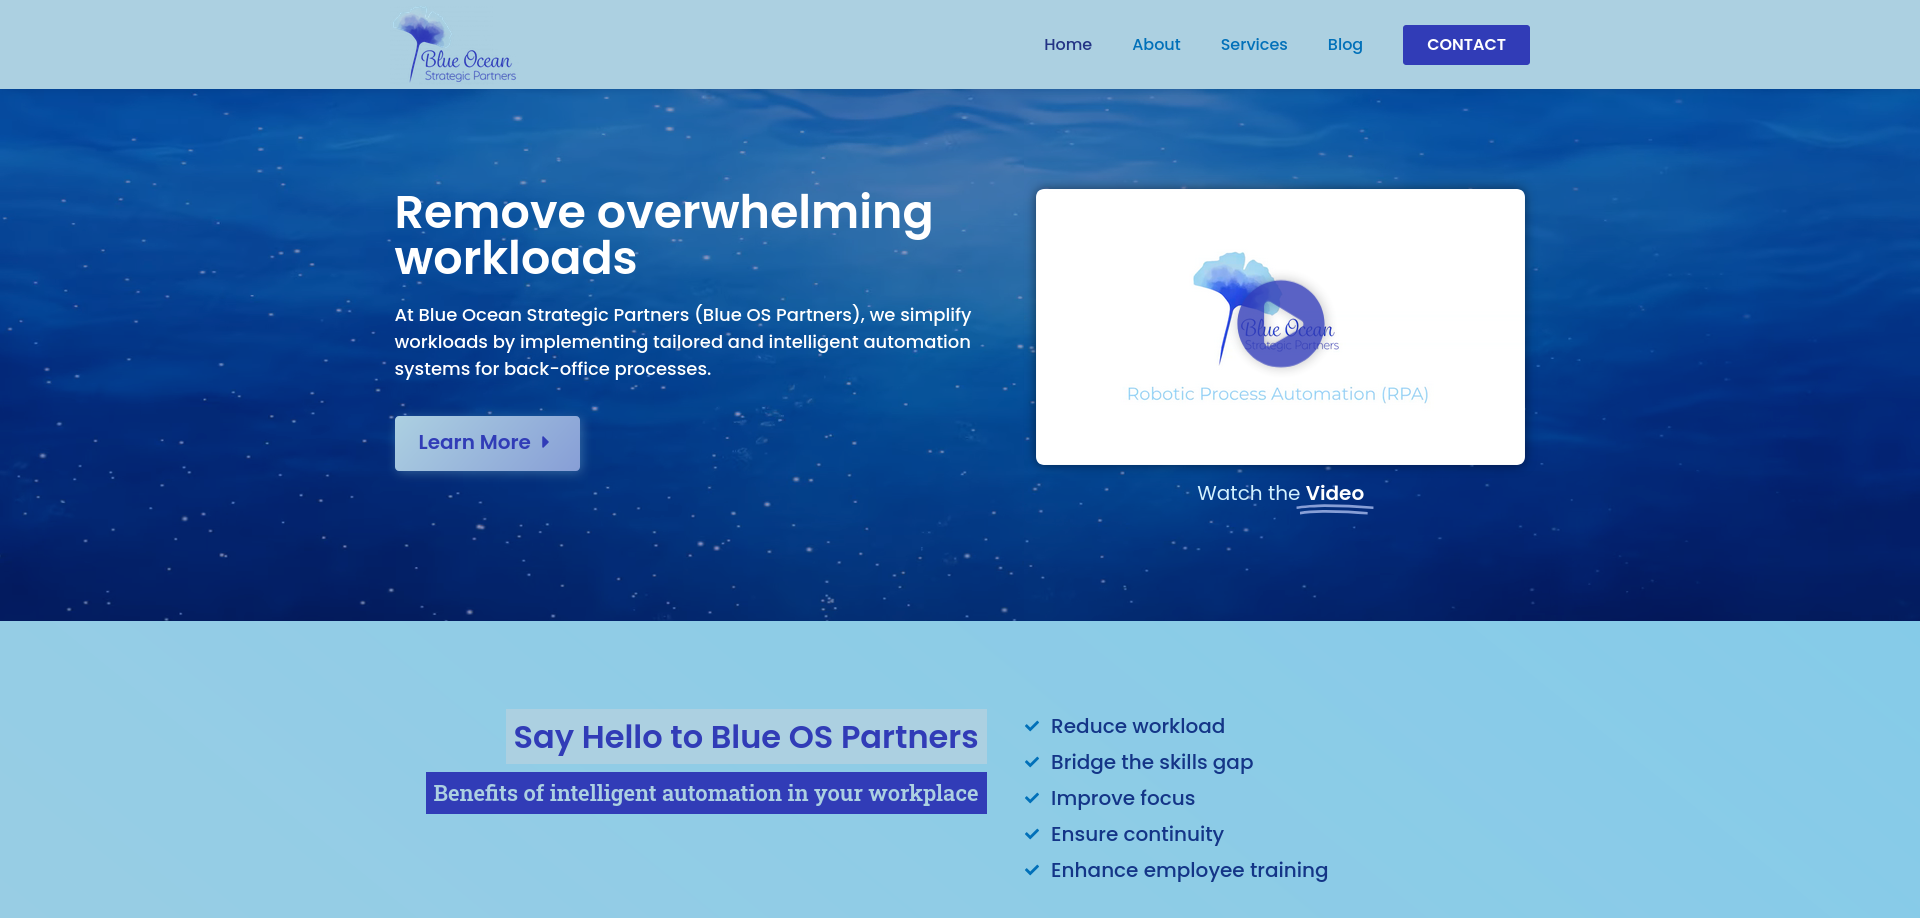 Blue Ocean
Strategic Partners
Home
About
Services
Blog
CONTACT
Remove overwhelming
workloads
At Blue Ocean Strategic Partners (Blue OS Partners), we simplify
workloads by implementing tailored and intelligent automation
systems for back-office processes.
Learn More
Blue Ocean
Strategic Partners
Robotic Process Automation (RPA)
Watch the Video
Say Hello to Blue OS Partners
Benefits of intelligent automation in your workplace
Reduce workload
Bridge the skills gap
Improve focus
Ensure continuity
Enhance employee training